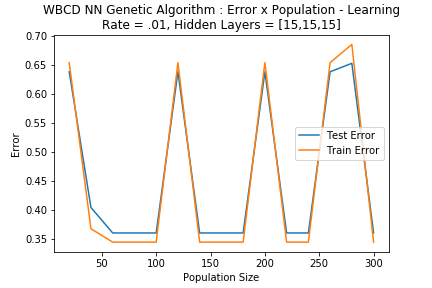 WBCD NN Genetic Algorithm : Error x Population - Learning
Rate = .01, Hidden Layers = [15,15,15]
0.70
0.65
0.60
0.55
0.50
0.45
0.40
0.35
Error
Test Error
Train Error
50
100
150
200
250
300
Population Size